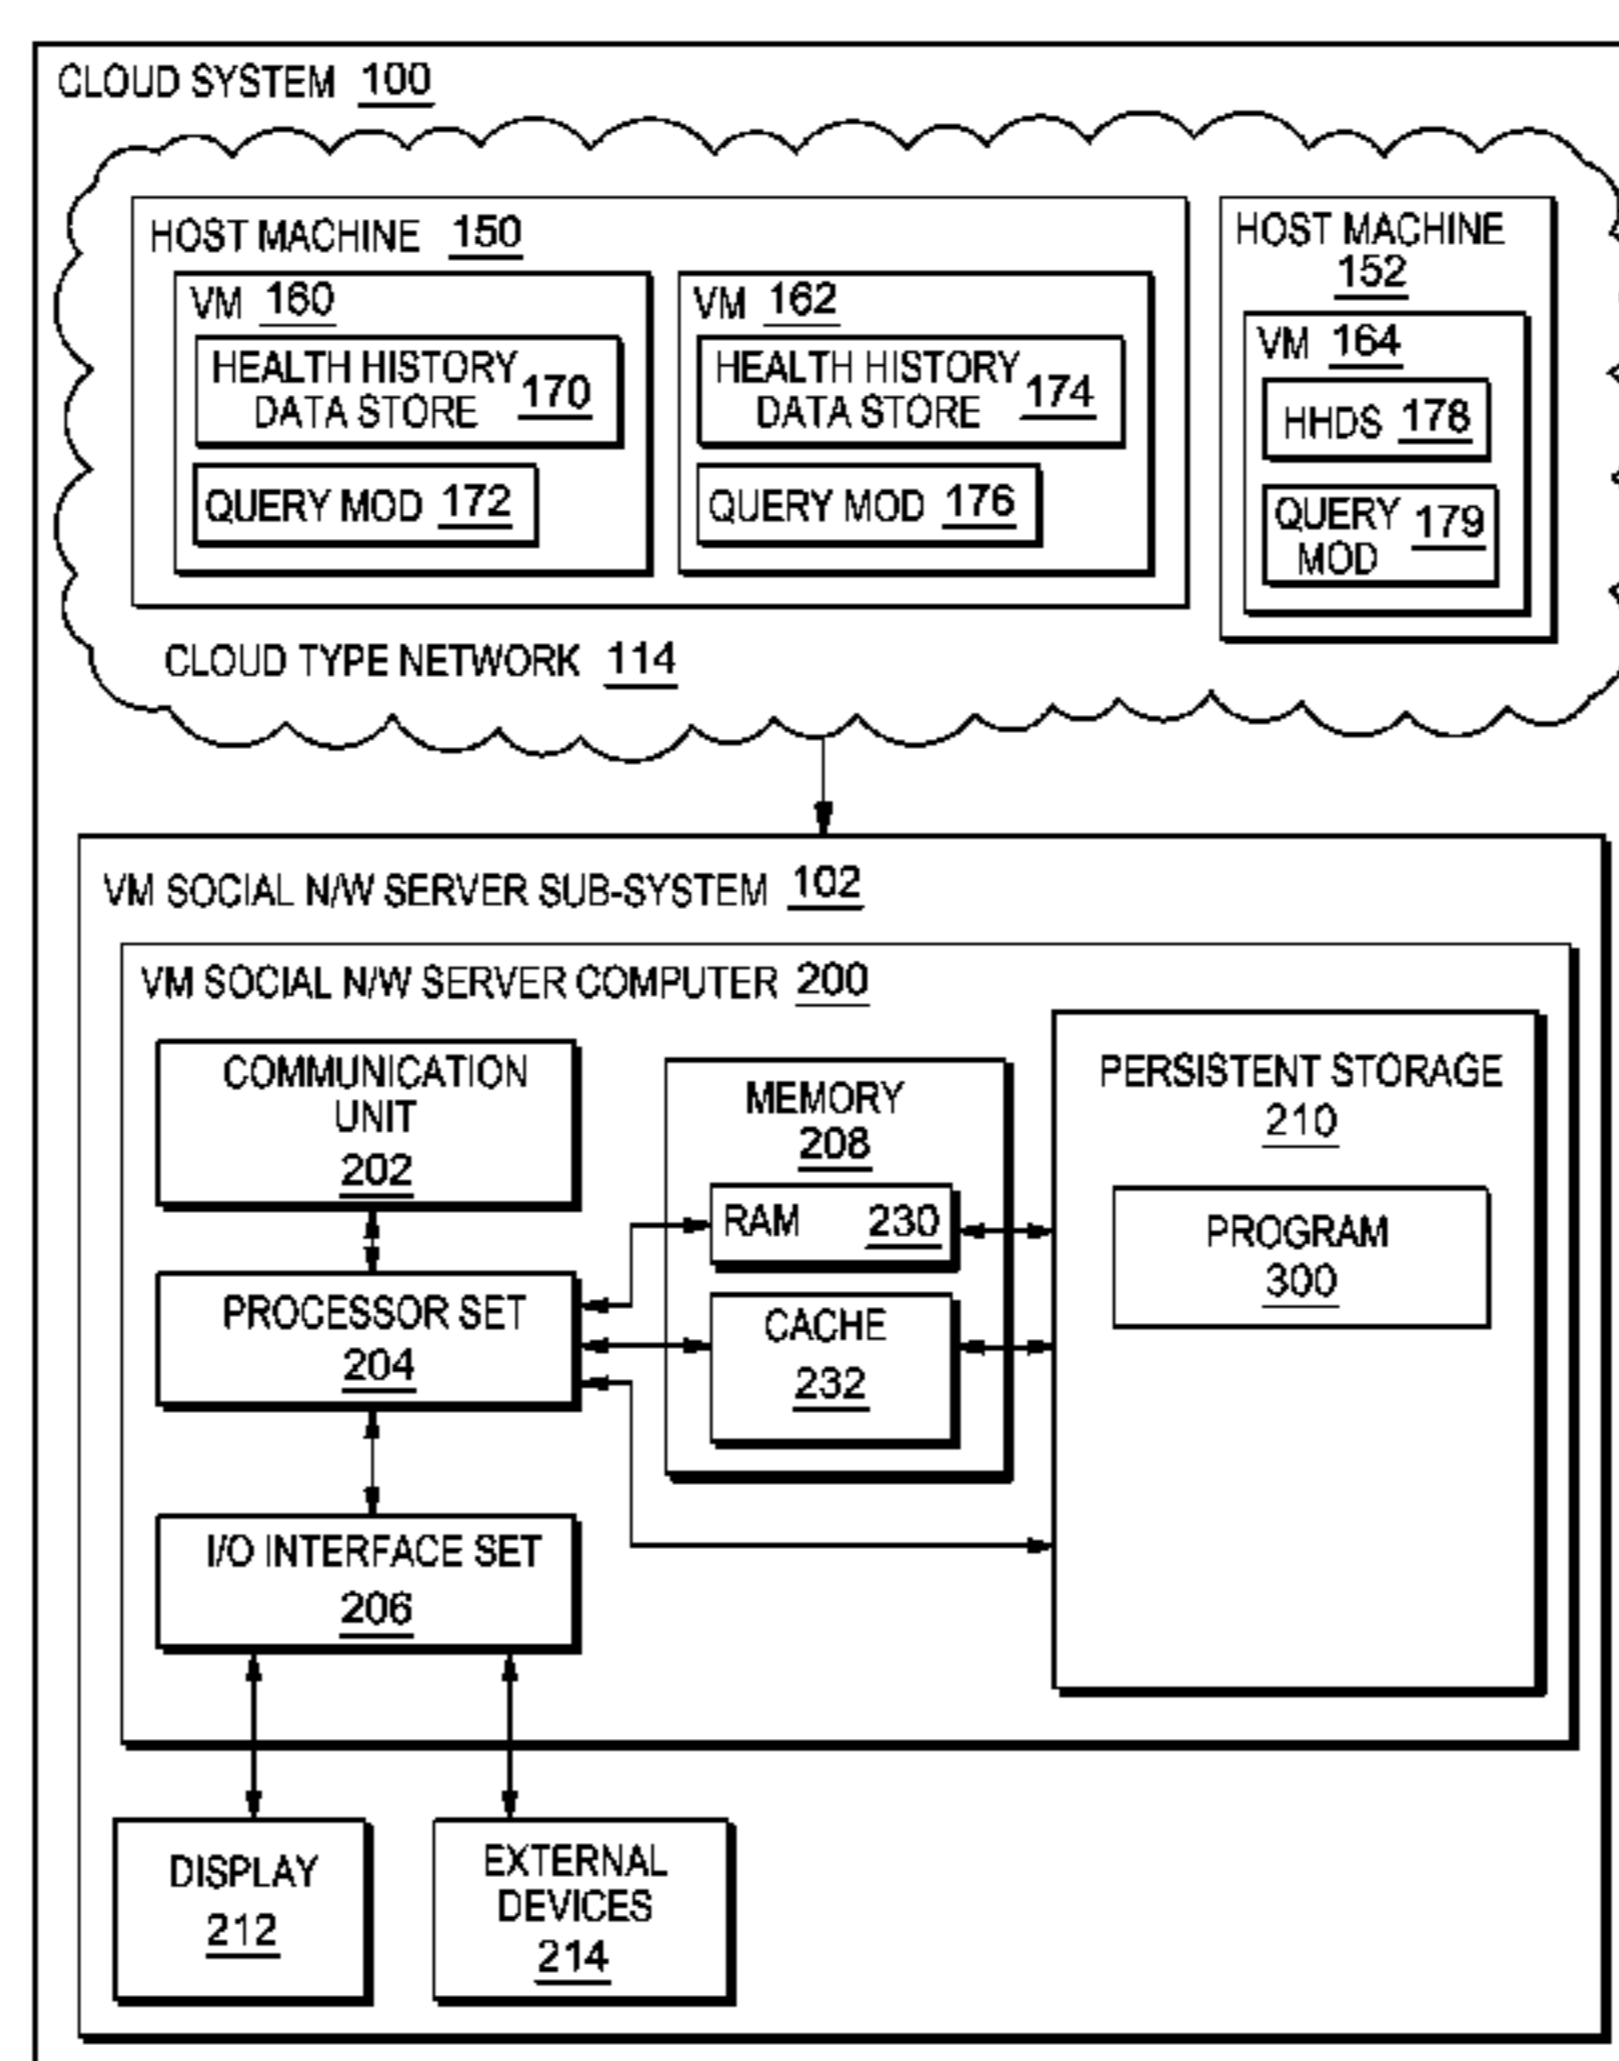 CLOUD SYSTEM 100
HOST MACHINE 150
VM 160
HEALTH HISTORY
DATA STORE 170
QUERY MOD 172
VM 162
HEALTH HISTORY
DATA STORE 174
QUERY MOD 176
HOST MACHINE
152
VM 164
HHDS 178
QUERY
MOD 179
CLOUD TYPE NETWORK 114
VM SOCIAL N/W SERVER SUB-SYSTEM 102
VM SOCIAL N/W SERVER COMPUTER 200
COMMUNICATION
UNIT
202
PROCESSOR SET
204
I/O INTERFACE SET
206
MEMORY
208
RAM 230
CACHE
232
PERSISTENT STORAGE
210
PROGRAM
300
DISPLAY
212
EXTERNAL
DEVICES
214